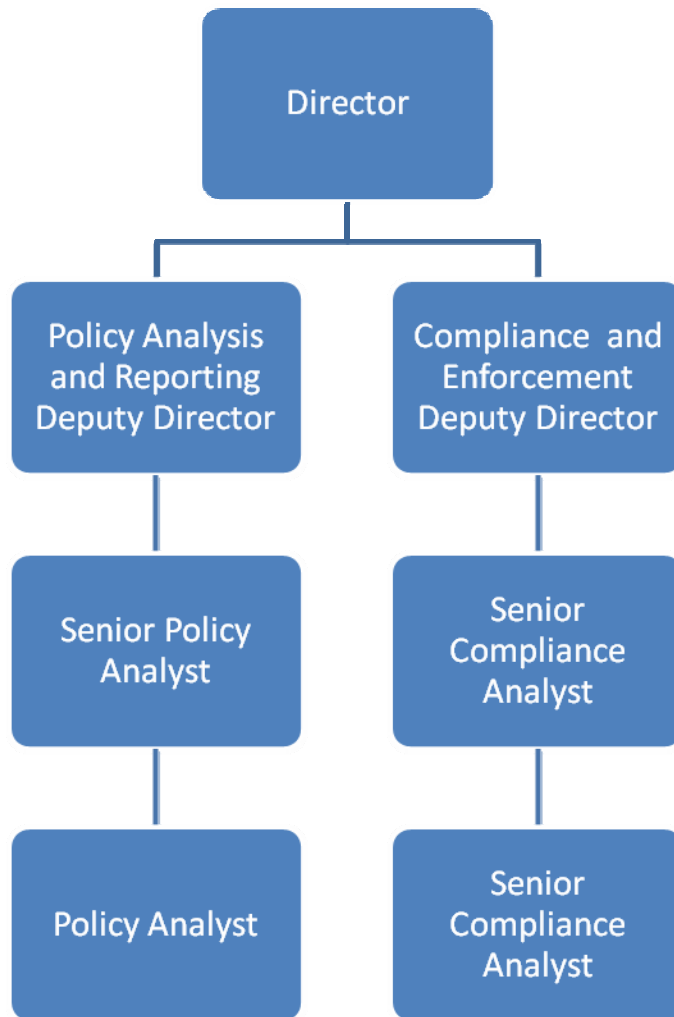 Director
Policy Analysis
and Reporting
Deputy Director
Compliance  and
Enforcement
Deputy Director
Senior Policy
Analyst
Senior
Compliance
Analyst
Policy Analyst
Senior
Compliance
Analyst